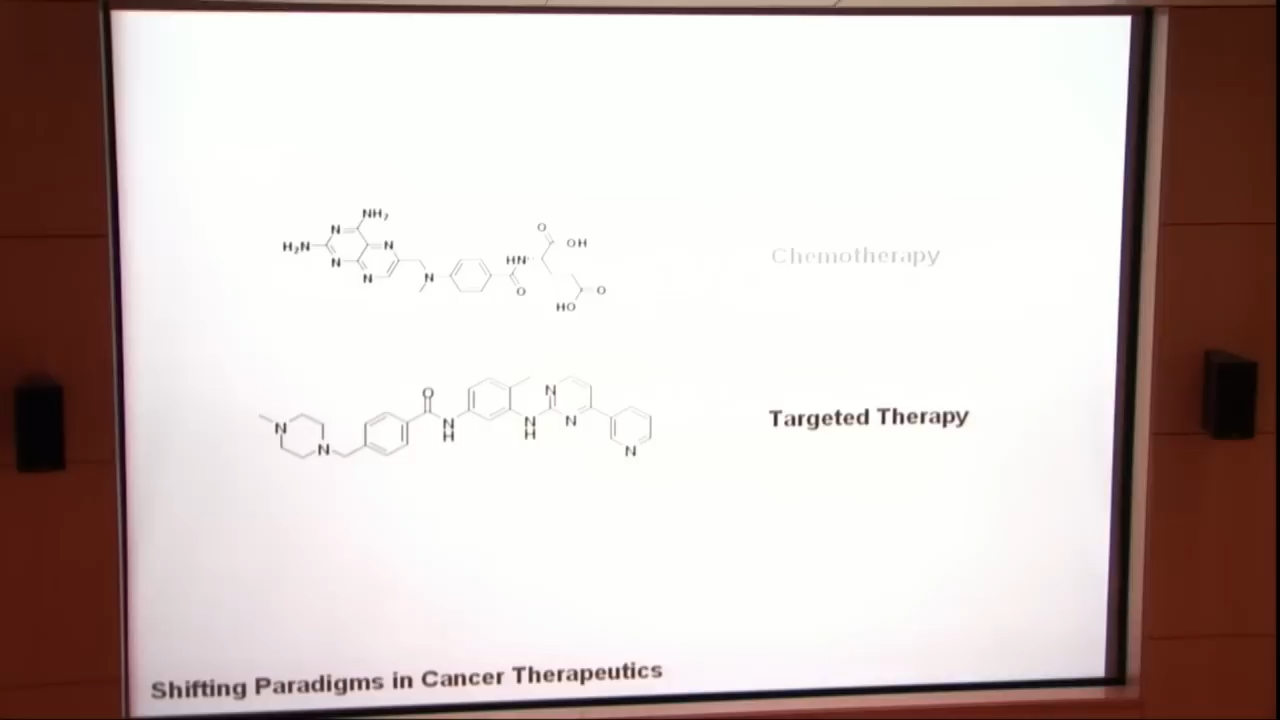 NH₂
H₂N
N
N
N
N
N
HN
O
OH
O
O
HO
Chemotherapy
N
N
O
N
H
N
H
N
N
N
Targeted Therapy
Shifting Paradigms in Cancer Therapeutics